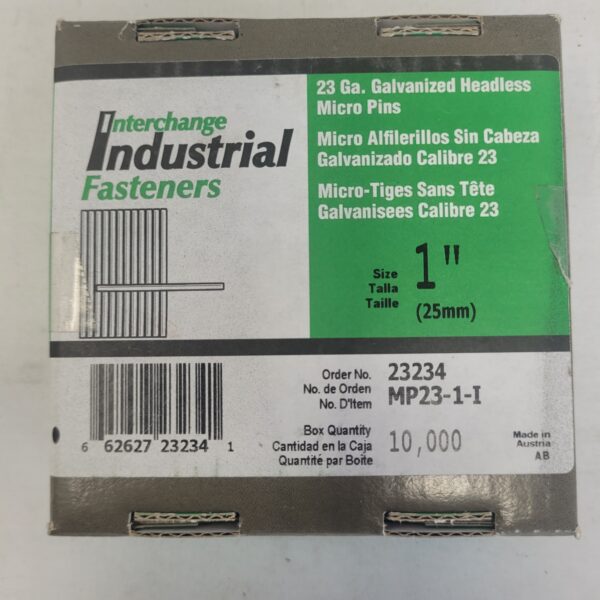 Interchange
Industrial
Fasteners
23 Ga. Galvanized Headless
Micro Pins
Micro Alfilerillos Sin Cabeza
Galvanizado Calibre 23
Micro-Tiges Sans Tête
Galvanisees Calibre 23
Size
Talla
Taille
1"
(25mm)
Order No.
No. de Orden
No. D'Item
23234
MP23-1-I
Box Quantity
Cantidad en la Caja
Quantité par Boite
10,000
Made in
Austria
AB
6 62627 23234 1